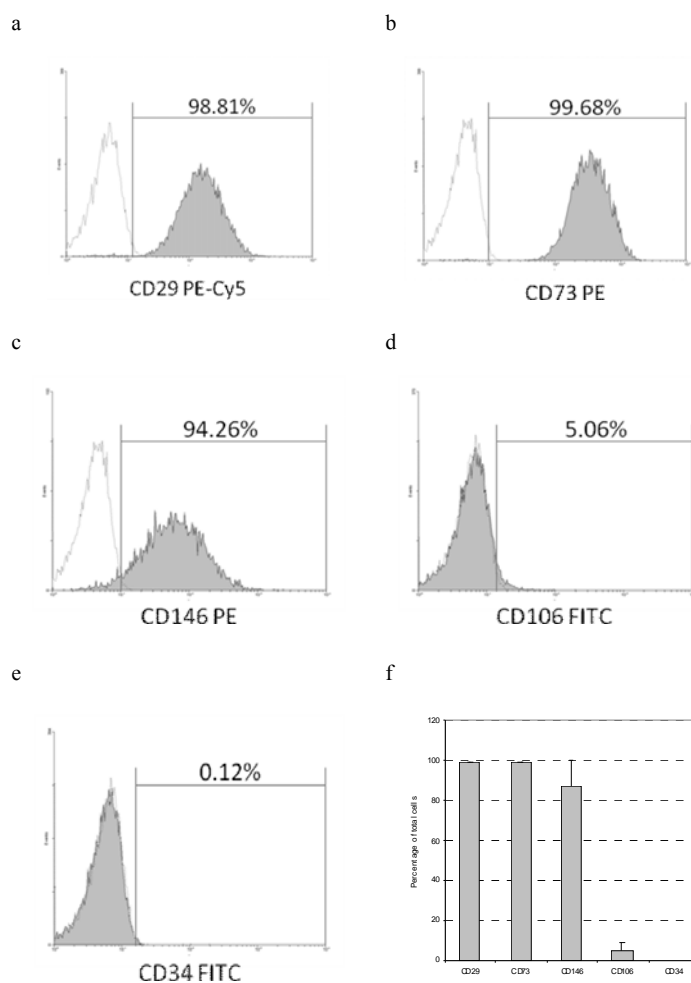 a
98.81%
CD29 PE-Cy5
b
99.68%
CD73 PE
c
94.26%
CD146 PE
d
5.06%
CD106 FITC
e
0.12%
CD34 FITC
f
Percentage of total cells
120
100
80
60
40
20
0
CD29
CD73
CD146
CD106
CD34